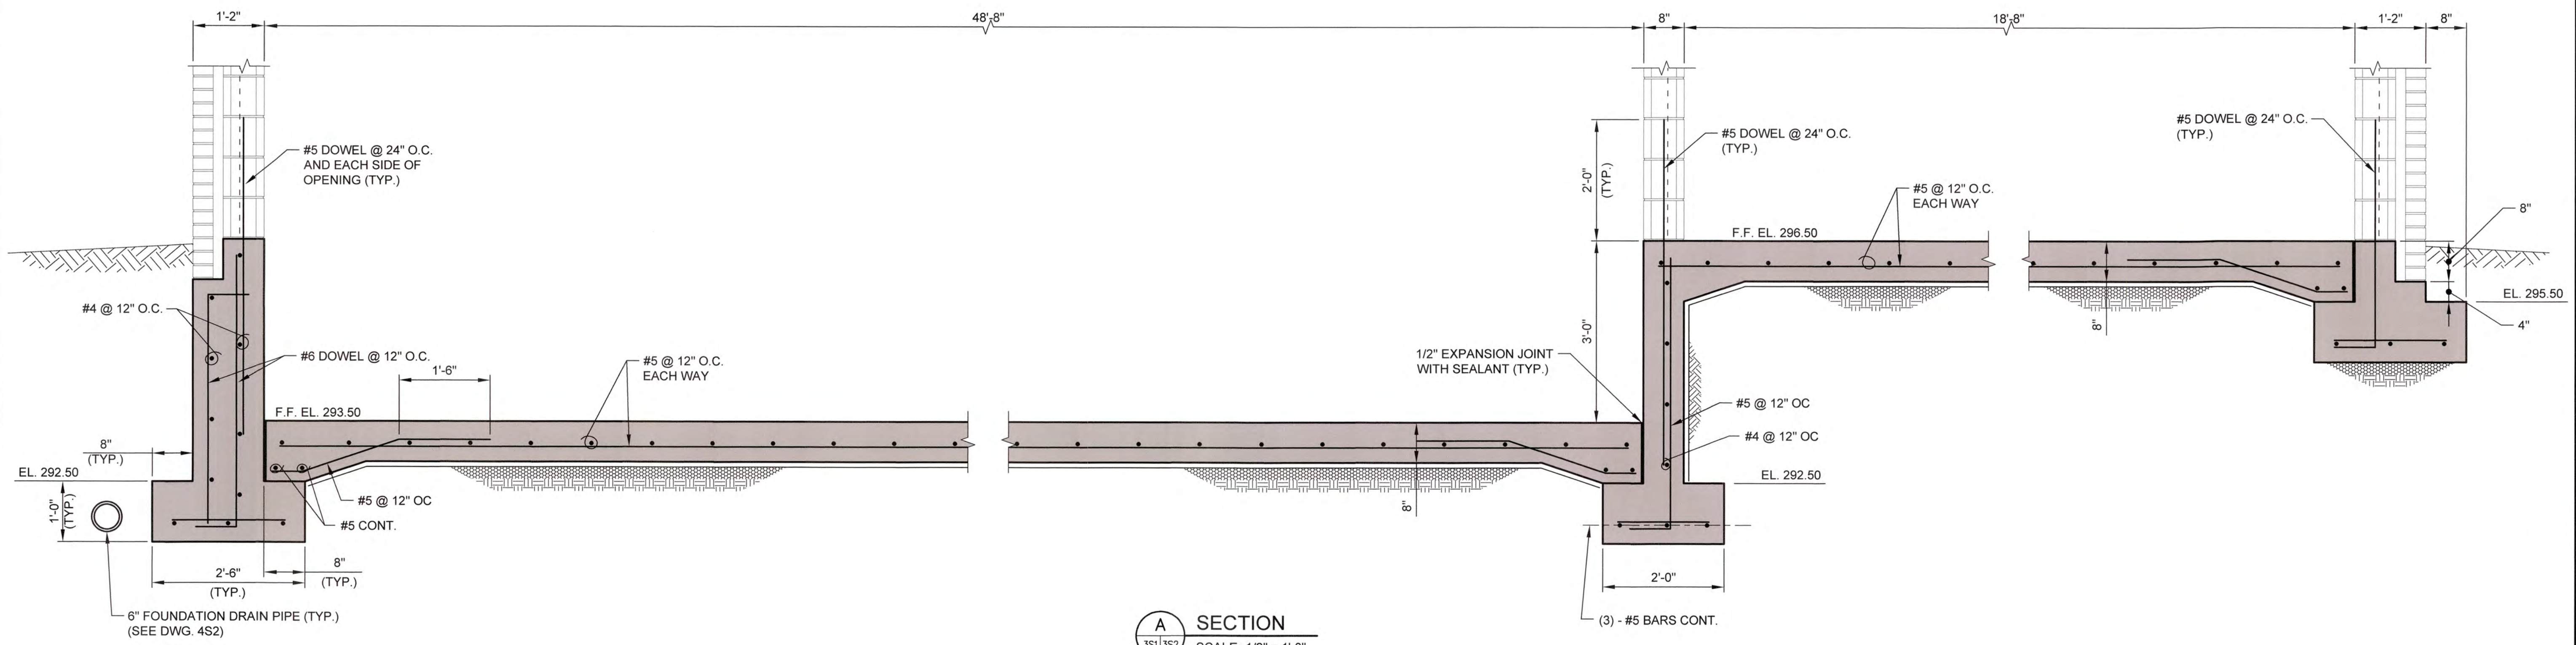 1'-2"
48'-8"
8"
18'-8"
1'-2"
8"
#5 DOWEL @ 24" O.C.
AND EACH SIDE OF
OPENING (TYP.)
2'-0"
(TYP.)
#5 DOWEL @ 24" O.C.
(TYP.)
#5 DOWEL @ 24" O.C.
(TYP.)
#5 @ 12" O.C.
EACH WAY
8"
F.F. EL. 296.50
EL. 295.50
4"
8"
#4 @ 12" O.C.
#6 DOWEL @ 12" O.C.
1'-6"
#5 @ 12" O.C.
EACH WAY
3'-0"
1/2" EXPANSION JOINT
WITH SEALANT (TYP.)
#5 @ 12" OC
#4 @ 12" OC
F.F. EL. 293.50
8"
(TYP.)
EL. 292.50
1'-0"
(TYP.)
#5 @ 12" OC
#5 CONT.
8"
EL. 292.50
2'-6"
(TYP.)
8"
(TYP.)
2'-0"
6" FOUNDATION DRAIN PIPE (TYP.)
(SEE DWG. 4S2)
(3) - #5 BARS CONT.
A
SECTION
3S1 3S2